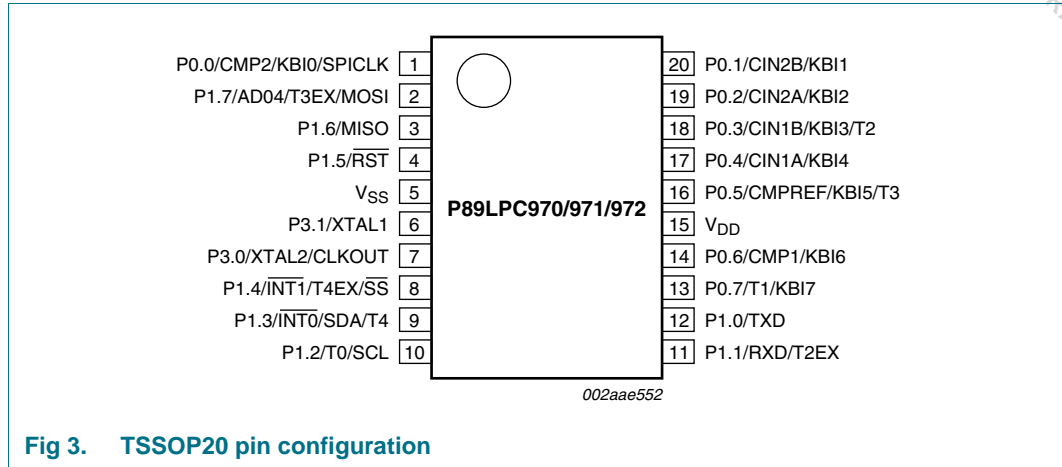 P0.0/CMP2/KBI0/SPICLK 1
P1.7/AD04/T3EX/MOSI 2
P1.6/MISO 3
P1.5/RST 4
VSS 5
P3.1/XTAL1 6
P3.0/XTAL2/CLKOUT 7
P1.4/INT1/T4EX/SS 8
P1.3/INT0/SDA/T4 9
P1.2/T0/SCL 10
P89LPC970/971/972
20 P0.1/CIN2B/KBI1
19 P0.2/CIN2A/KBI2
18 P0.3/CIN1B/KBI3/T2
17 P0.4/CIN1A/KBI4
16 P0.5/CMPREF/KBI5/T3
15 VDD
14 P0.6/CMP1/KBI6
13 P0.7/T1/KBI7
12 P1.0/TXD
11 P1.1/RXD/T2EX
002aae552
Fig 3. TSSOP20 pin configuration